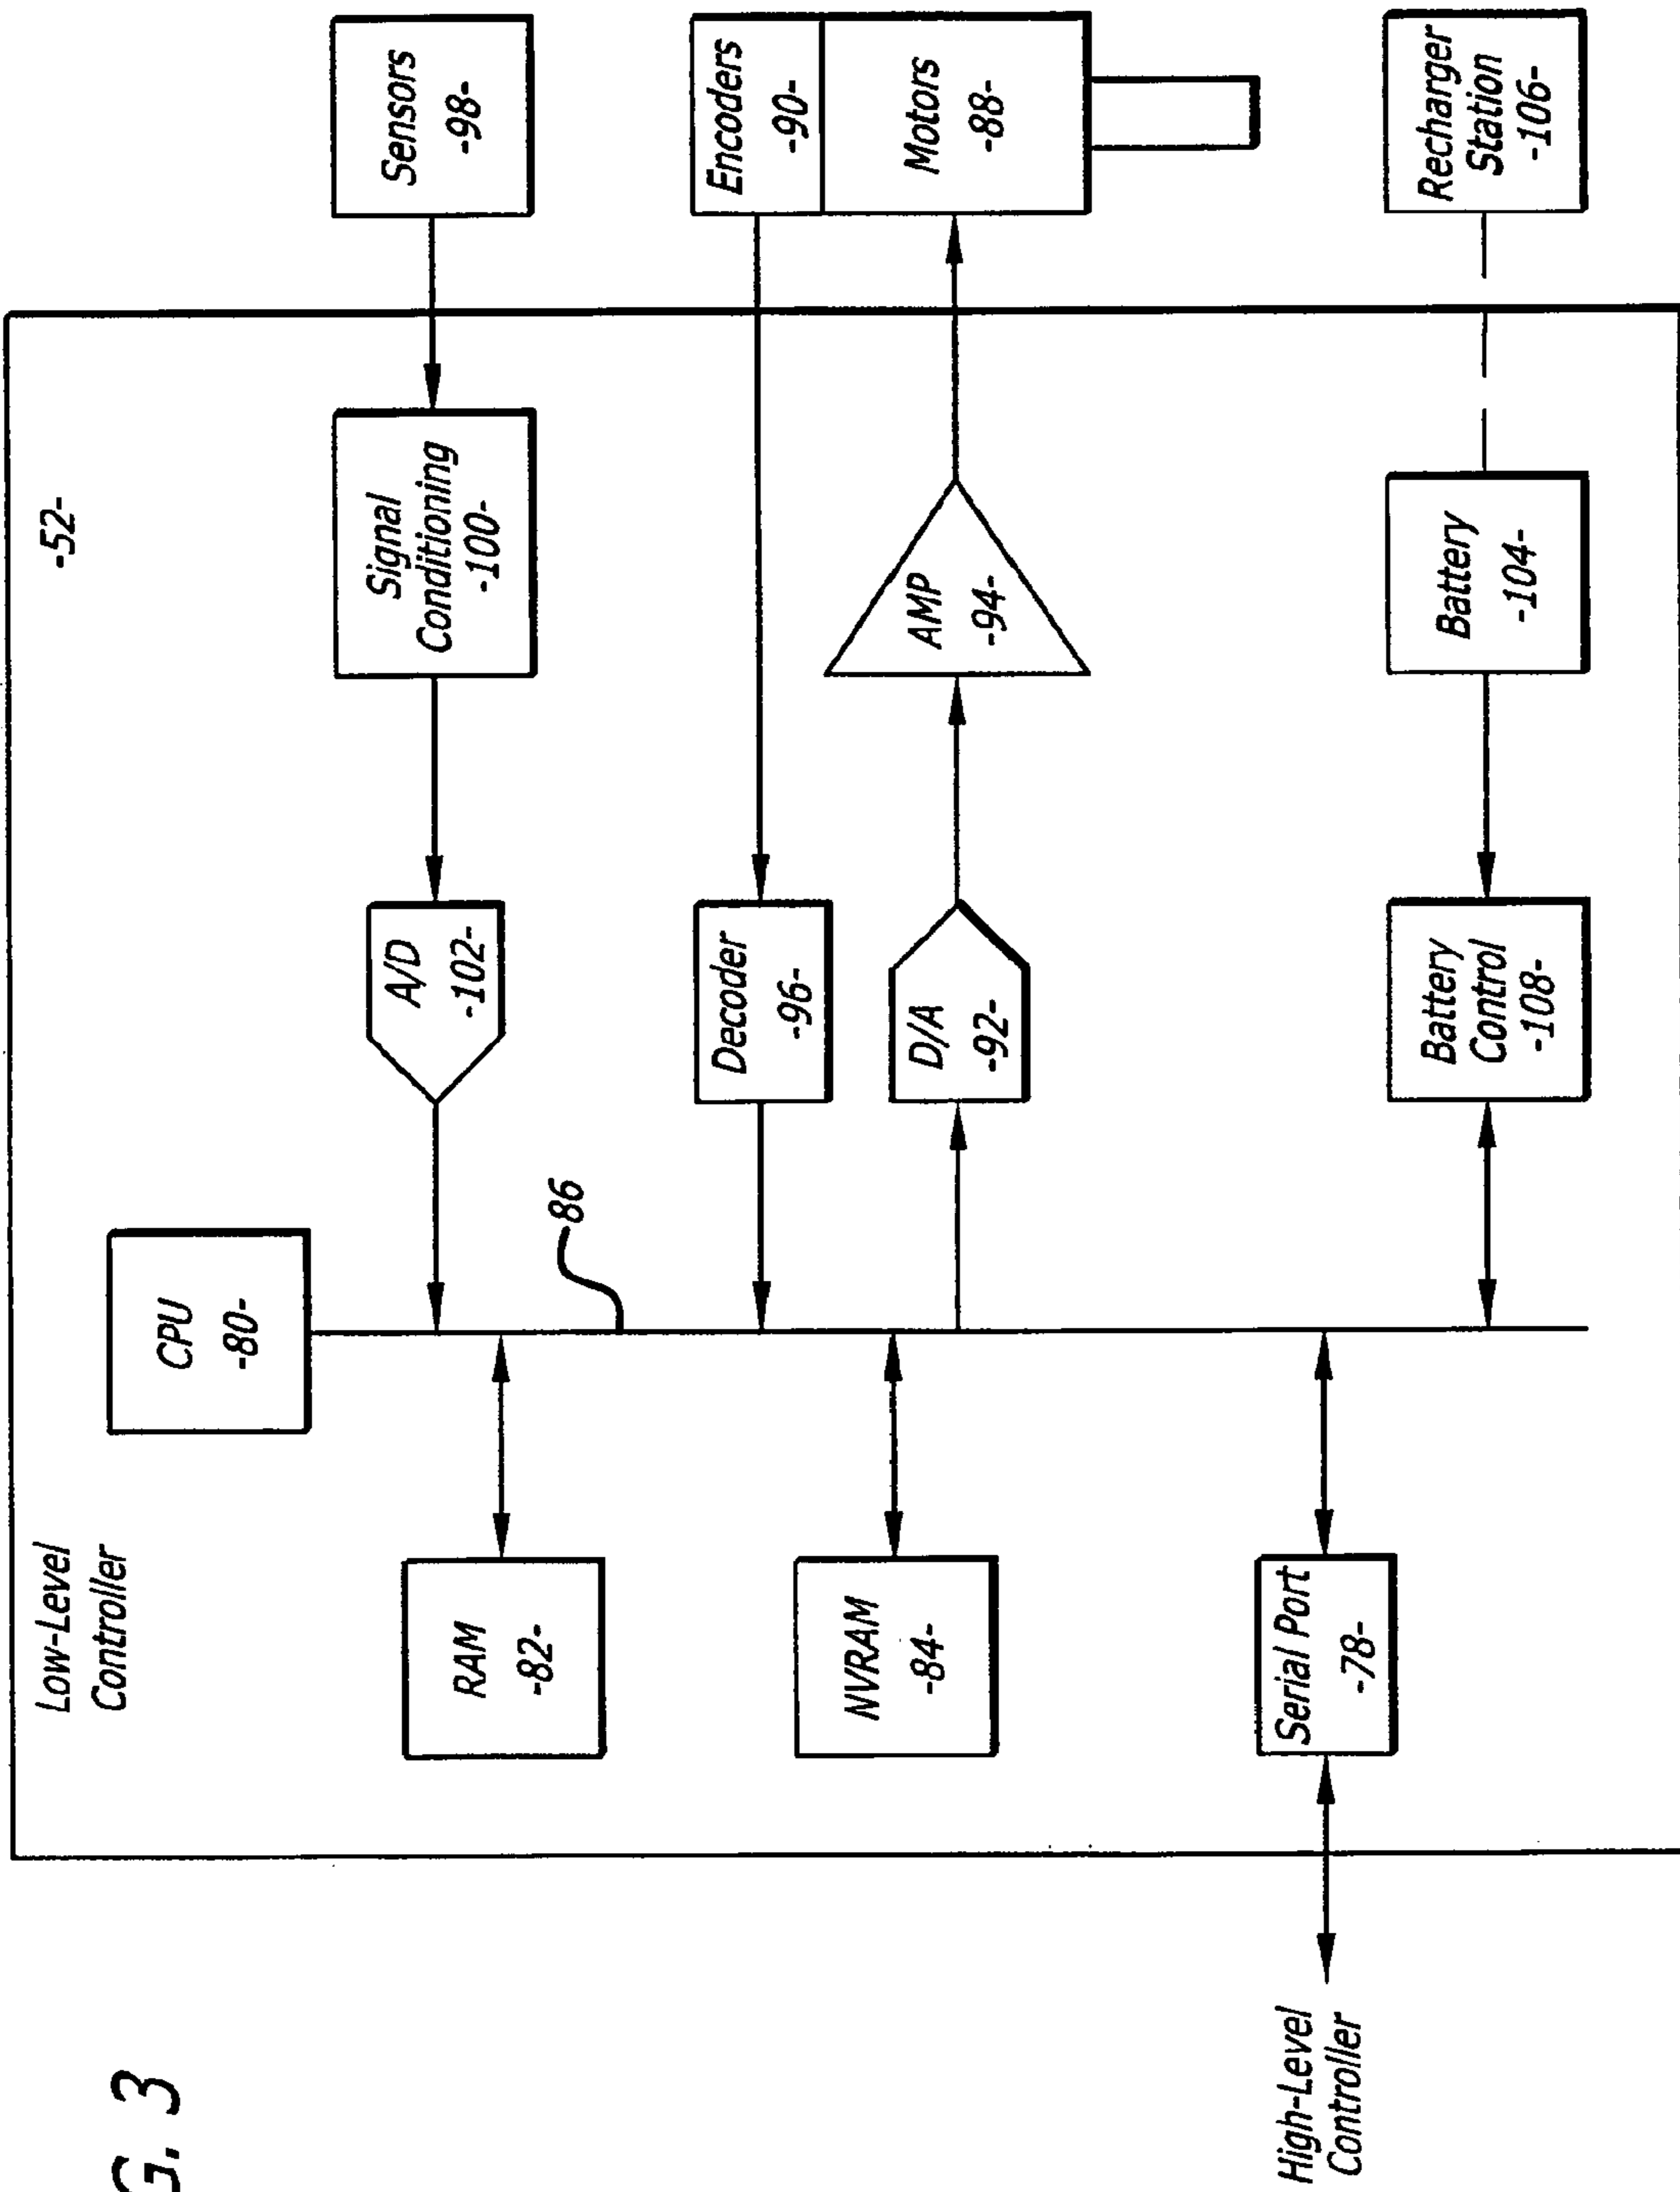 G. 3
Low-Level
Controller
-52-
CPU
-80-
RAM
-82-
NVRAM
-84-
Serial Port
-78-
High-Level
Controller
86
A/D
-102-
Signal
Conditioning
-100-
Sensors
-98-
Decoder
-96-
Encoders
-90-
D/A
-92-
AMP
-94-
Motors
-88-
Battery
Control
-108-
Battery
-104-
Recharger
Station
-106-